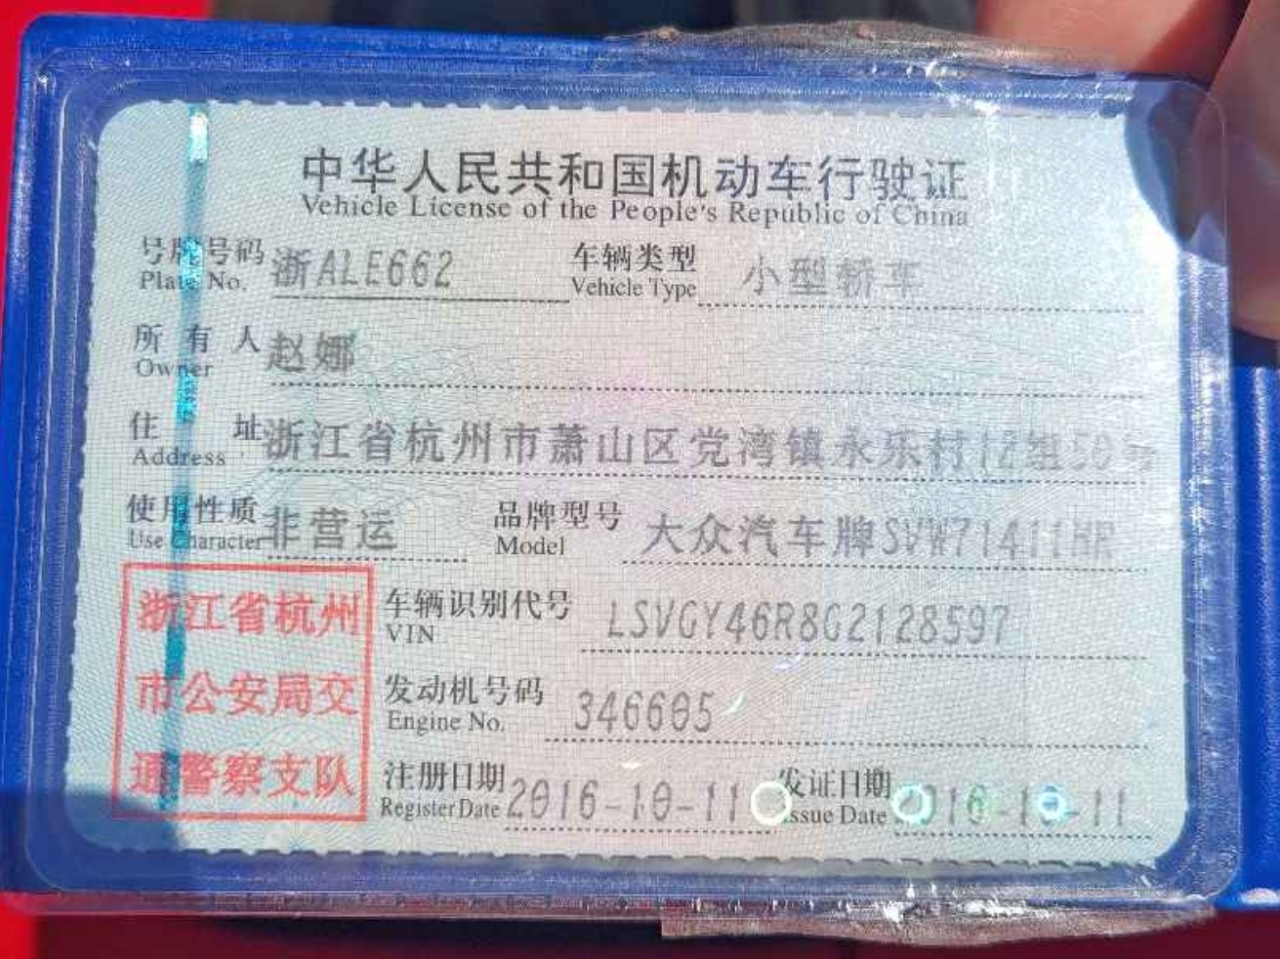 中华人民共和国机动车行驶证
Vehicle License of the People's Republic of China
号牌号码 浙ALE662 车辆类型 小型轿车
Plate No. Vehicle Type
所有人 赵娜
Owner
住址 浙江省杭州市萧山区党湾镇永乐村12组50号
Address
使用性质 非营运 品牌型号 大众汽车牌SVW71411HR
Use Character Model
浙江省杭州
市公安局交
通警察支队
车辆识别代号 LSVGY46R8G2128597
VIN
发动机号码 346605
Engine No.
注册日期 2016-10-11 发证日期 2016-10-11
Register Date Issue Date